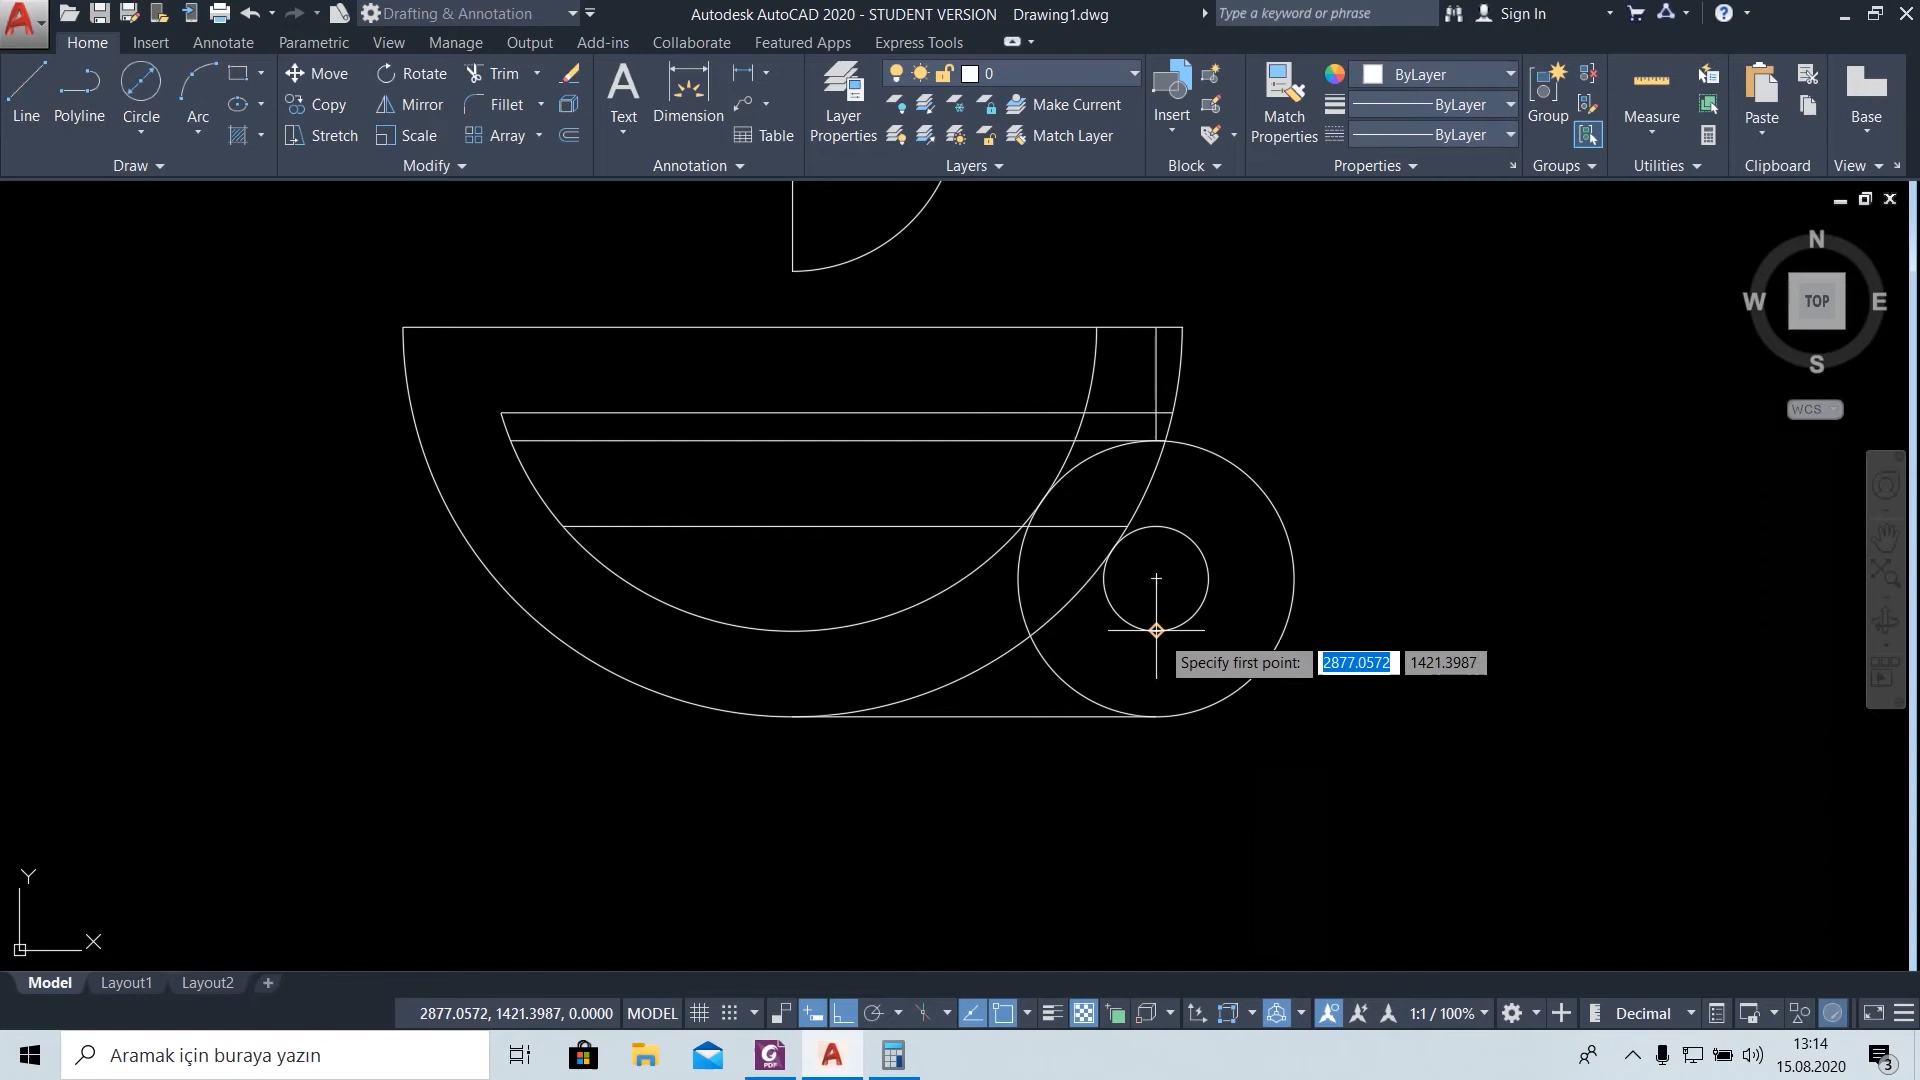 Drafting & Annotation
Autodesk AutoCAD 2020 - STUDENT VERSION Drawing1.dwg
Type a keyword or phrase
Sign In
Home Insert Annotate Parametric View Manage Output Add-ins Collaborate Featured Apps Express Tools
Line
Polyline
Circle
Arc
Draw
Move
Rotate
Trim
Copy
Mirror
Fillet
Stretch
Scale
Array
Modify
Text
Dimension
Table
Annotation
Layer
Properties
0
Make Current
Match Layer
Layers
Insert
Block
Match
Properties
ByLayer
ByLayer
ByLayer
Properties
Group
Groups
Measure
Utilities
Paste
Clipboard
Base
View
N
W
TOP
E
S
WCS
Specify first point: 2877.0572 1421.3987
Y
X
Model Layout1 Layout2
2877.0572, 1421.3987, 0.0000 MODEL
1:1 / 100%
Decimal
Aramak için buraya yazın
PDF
13:14
15.08.2020
3